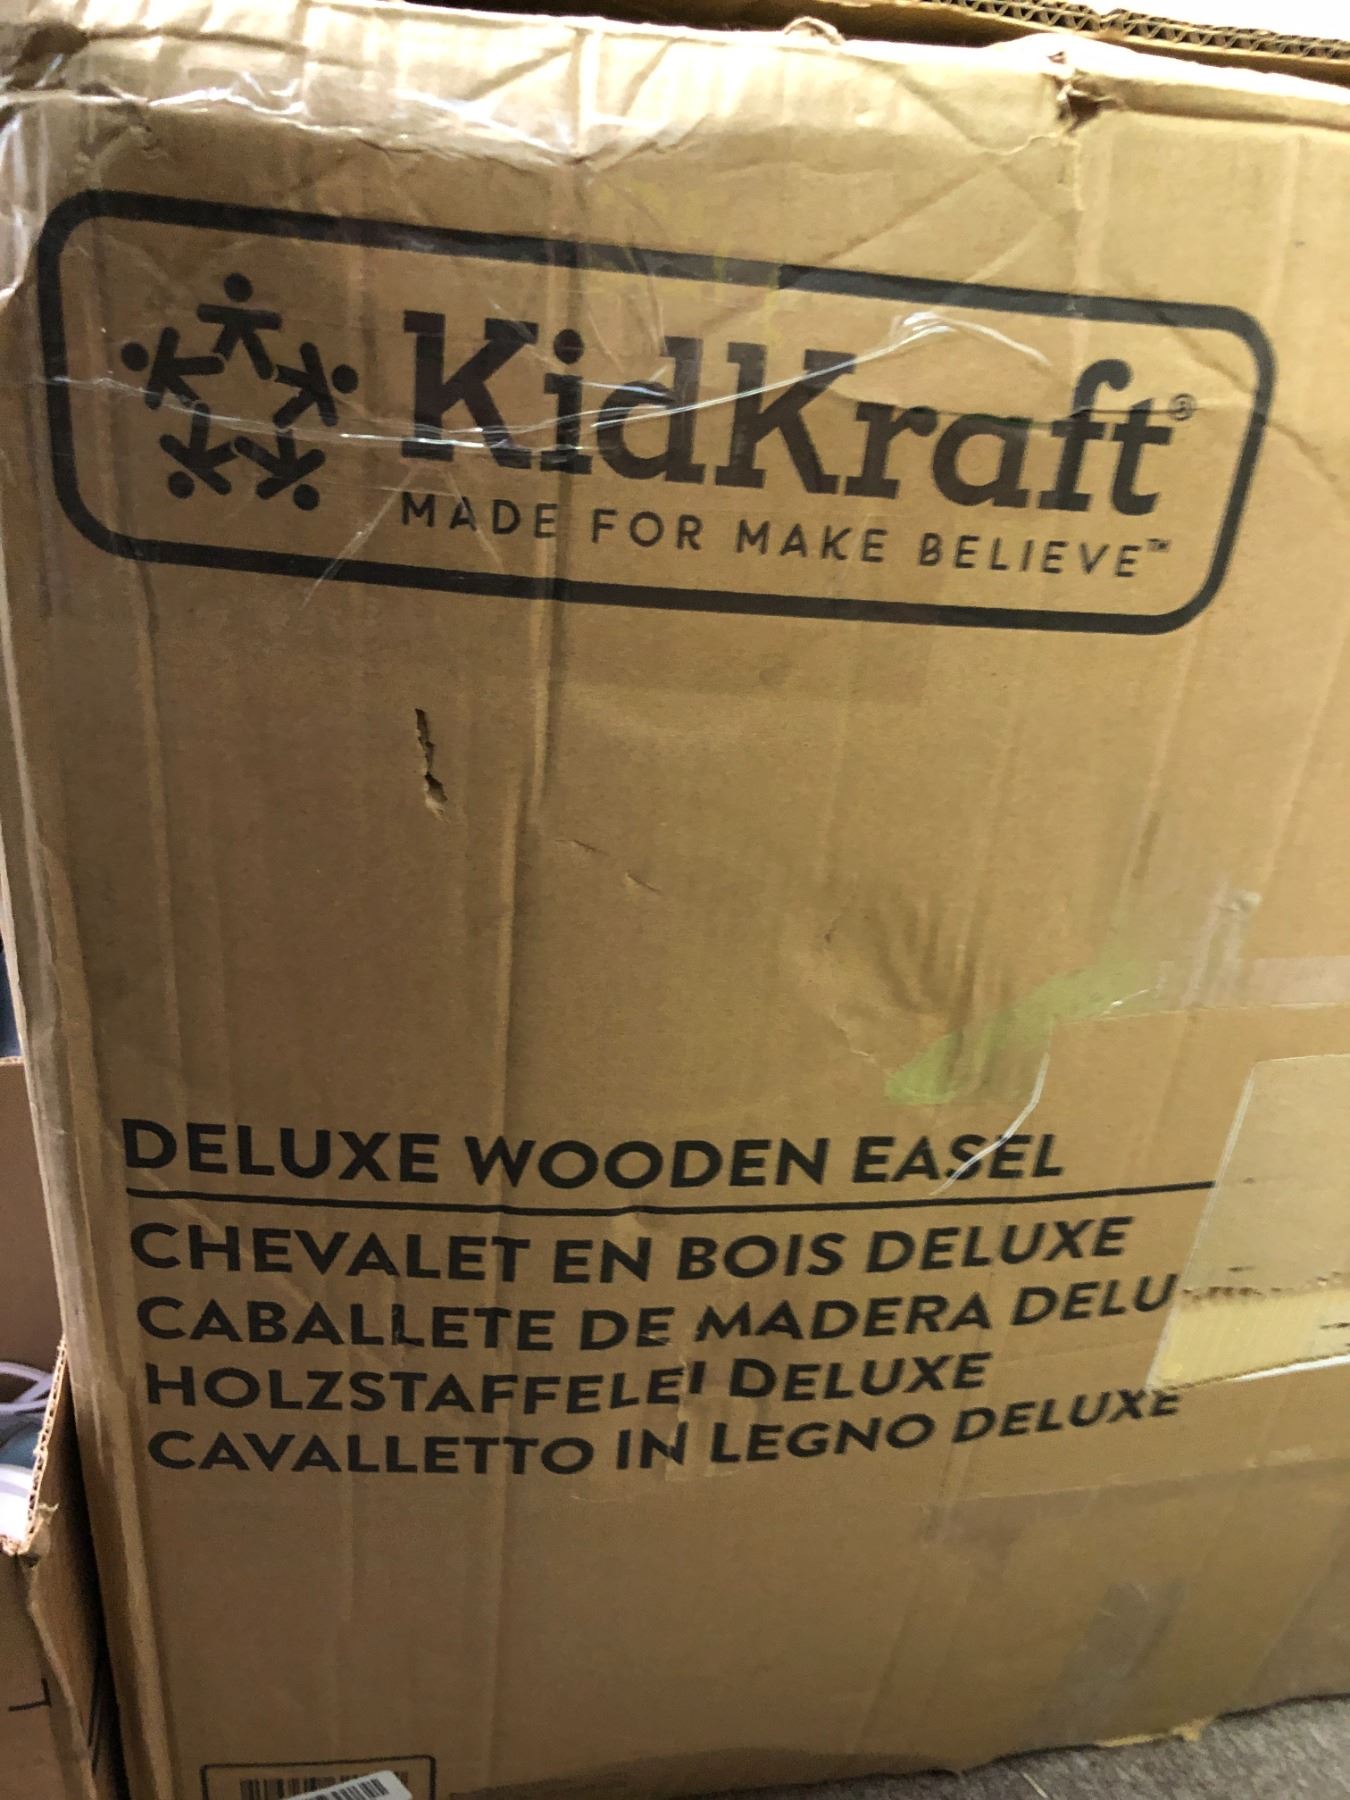 KidKraft®
MADE FOR MAKE BELIEVE™
DELUXE WOODEN EASEL
CHEVALET EN BOIS DELUXE
CABALLETE DE MADERA DELU
HOLZSTAFFELEI DELUXE
CAVALLETTO IN LEGNO DELUXE